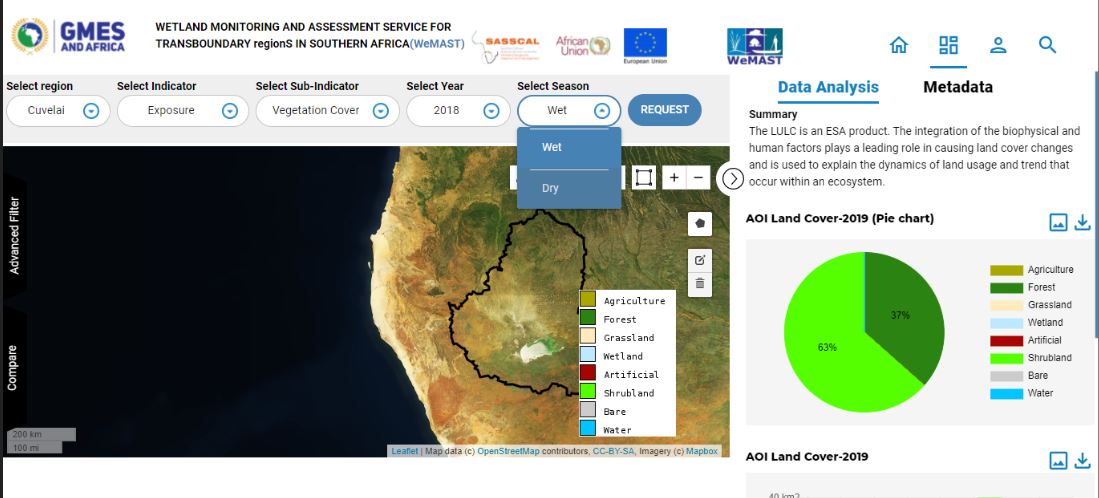 GMES
AND AFRICA
WETLAND MONITORING AND ASSESSMENT SERVICE FOR
TRANSBOUNDARY regionS IN SOUTHERN AFRICA(WeMAST)
SASSCAL
African
Union
European Union
WeMAST
Select region
Select Indicator
Select Sub-Indicator
Select Year
Select Season
Cuvelai
Exposure
Vegetation Cover
2018
Wet
REQUEST
Wet
Dry
+
−
Advanced Filter
Compare
Agriculture
Forest
Grassland
Wetland
Artificial
Shrubland
Bare
Water
200 km
100 mi
Leaflet | Map data (c) OpenStreetMap contributors, CC-BY-SA, Imagery (c) Mapbox
Data Analysis
Metadata
Summary
The LULC is an ESA product. The integration of the biophysical and
human factors plays a leading role in causing land cover changes
and is used to explain the dynamics of land usage and trend that
occur within an ecosystem.
AOI Land Cover-2019 (Pie chart)
37%
63%
Agriculture
Forest
Grassland
Wetland
Artificial
Shrubland
Bare
Water
AOI Land Cover-2019
40 km2